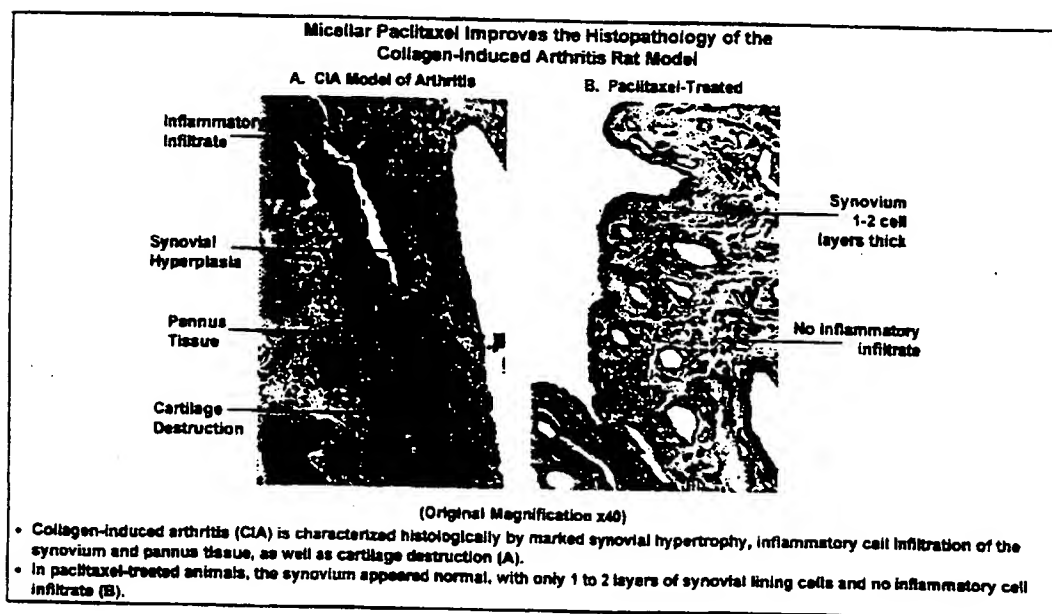 Micellar Paclitaxel Improves the Histopathology of the
Collagen-Induced Arthritis Rat Model
A. CIA Model of Arthritis
B. Paclitaxel-Treated
Inflammatory
Infiltrate
Synovial
Hyperplasia
Pannus
Tissue
Cartilage
Destruction
Synovium
1-2 cell
layers thick
No inflammatory
infiltrate
(Original Magnification x40)
• Collagen-induced arthritis (CIA) is characterized histologically by marked synovial hypertrophy, inflammatory cell infiltration of the
synovium and pannus tissue, as well as cartilage destruction (A).
• In paclitaxel-treated animals, the synovium appeared normal, with only 1 to 2 layers of synovial lining cells and no inflammatory cell
infiltrate (B).